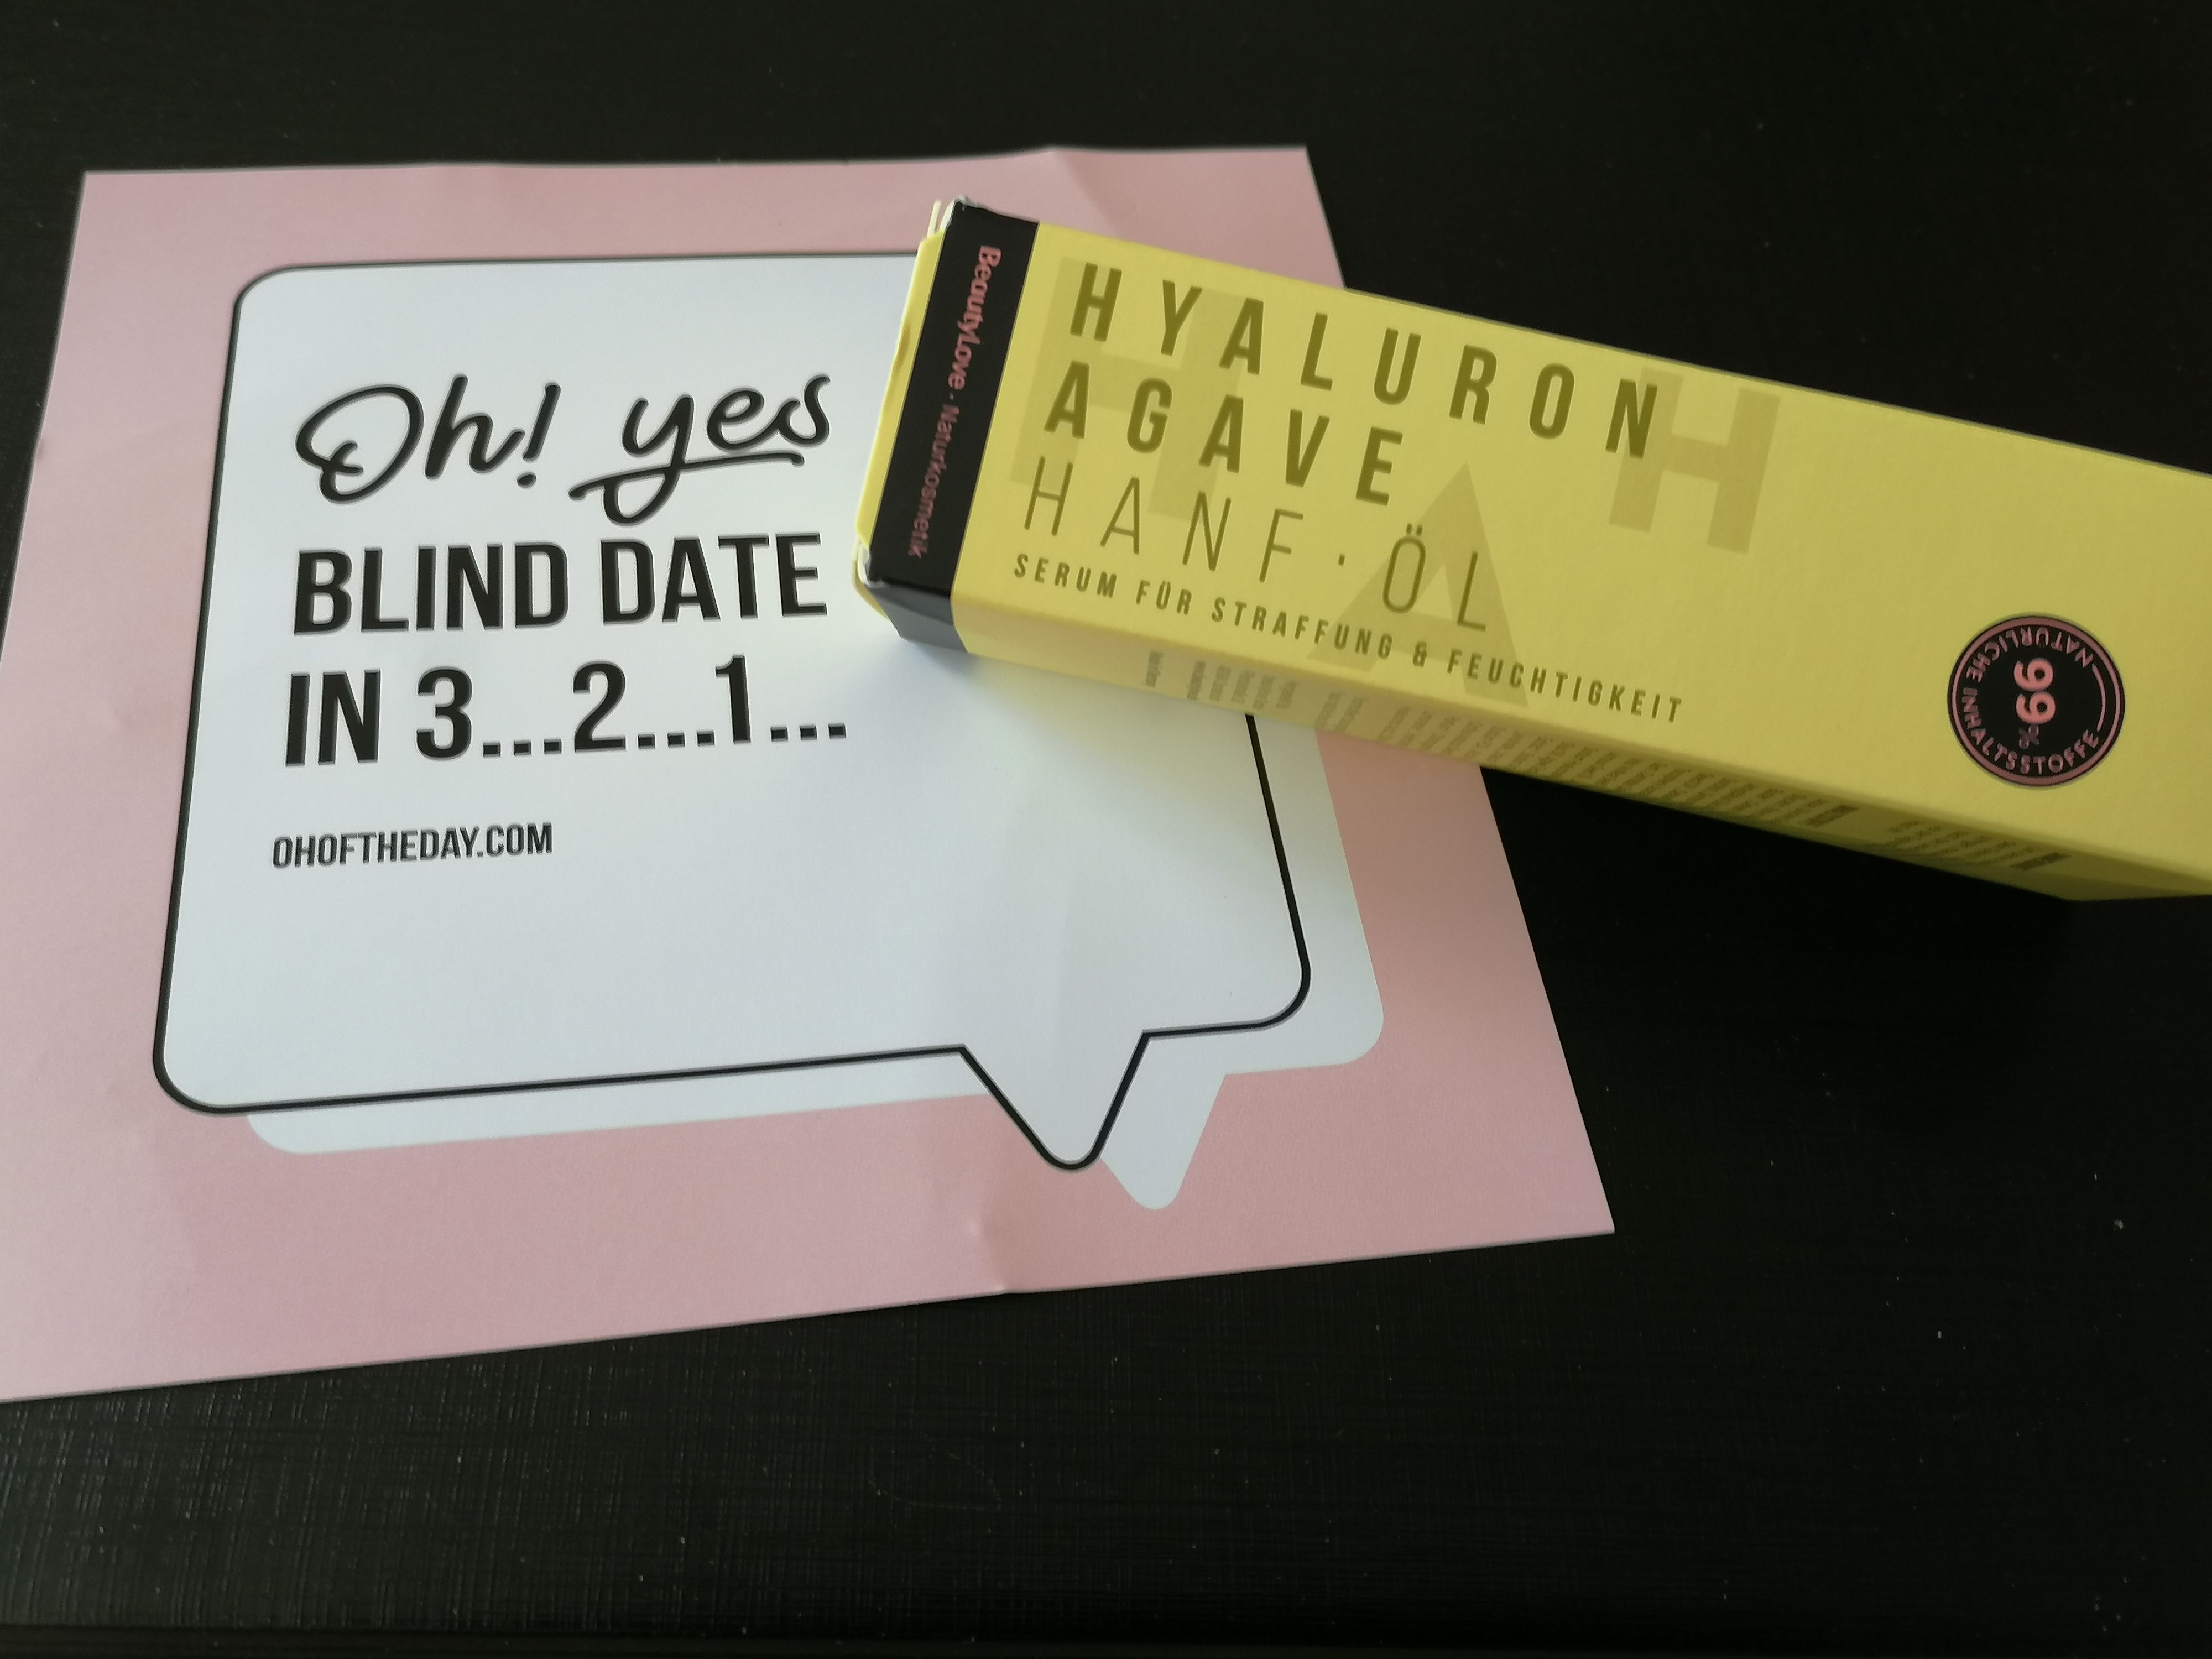 Oh! yes
BLIND DATE
IN 3...2...1...
OHOFTHEDAY.COM
BeautyLove · Naturkosmetik
HYALURON
AGAVE
HANF · ÖL
SERUM FÜR STRAFFUNG & FEUCHTIGKEIT
H
H
A
99%
NATÜRLICHE INHALTSSTOFFE